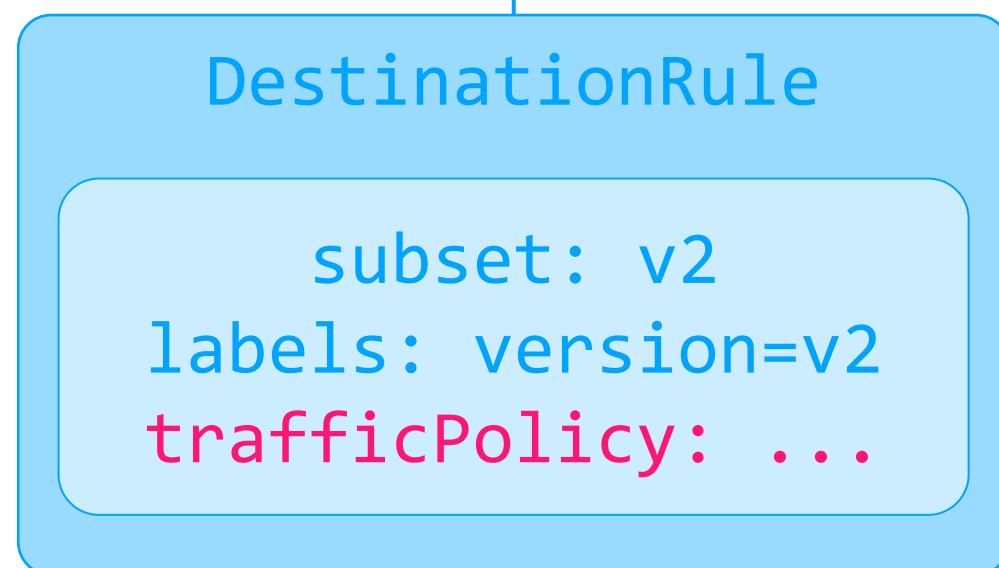 DestinationRule
subset: v2
labels: version=v2
trafficPolicy: ...